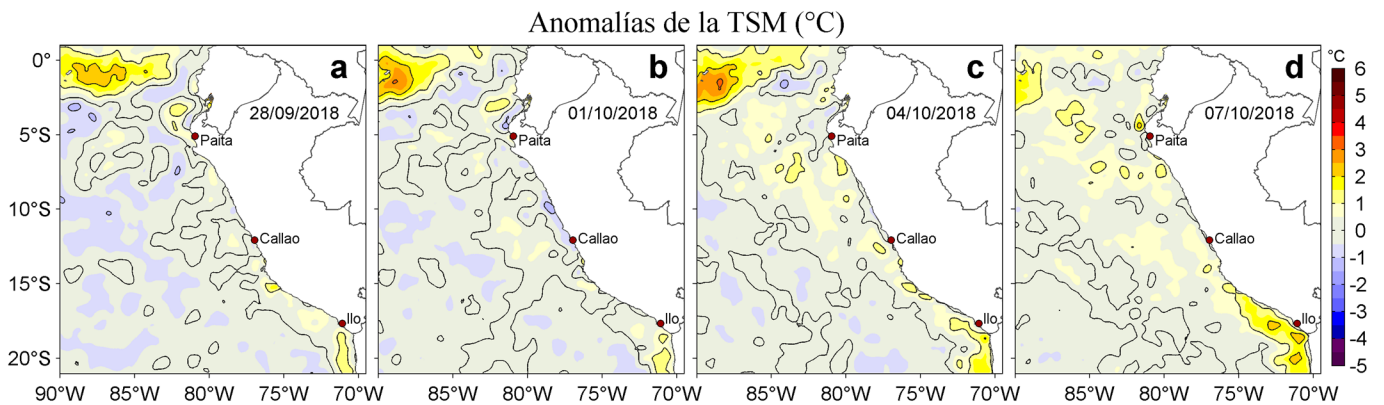 Anomalías de la TSM (°C)
a
b
c
d
28/09/2018
01/10/2018
04/10/2018
07/10/2018
0°
5°S
10°S
15°S
20°S
Paita
Callao
Ilo
Paita
Callao
Ilo
Paita
Callao
Ilo
Paita
Callao
Ilo
90°W 85°W 80°W 75°W 70°W
85°W 80°W 75°W 70°W
85°W 80°W 75°W 70°W
85°W 80°W 75°W 70°W
°C
6
5
4
3
2
1
0
-1
-2
-3
-4
-5